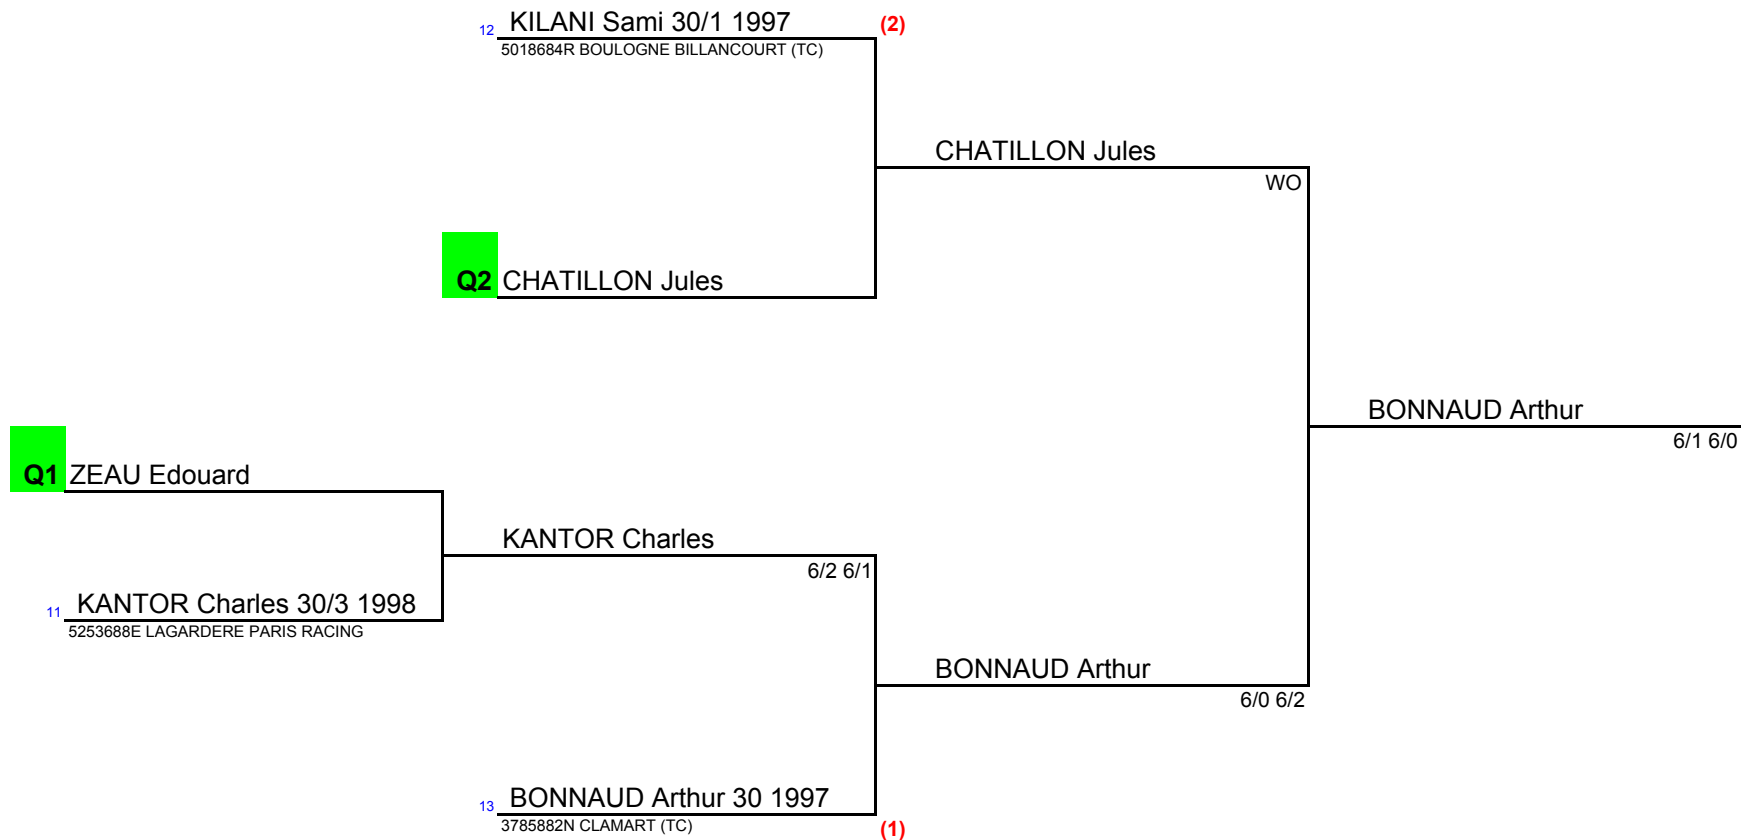 12 KILANI Sami 30/1 1997 (2)
5018684R BOULOGNE BILLANCOURT (TC)
CHATILLON Jules
WO
Q2 CHATILLON Jules
BONNAUD Arthur
6/1 6/0
Q1 ZEAU Edouard
KANTOR Charles
6/2 6/1
11 KANTOR Charles 30/3 1998
5253688E LAGARDERE PARIS RACING
BONNAUD Arthur
6/0 6/2
13 BONNAUD Arthur 30 1997
3785882N CLAMART (TC) (1)